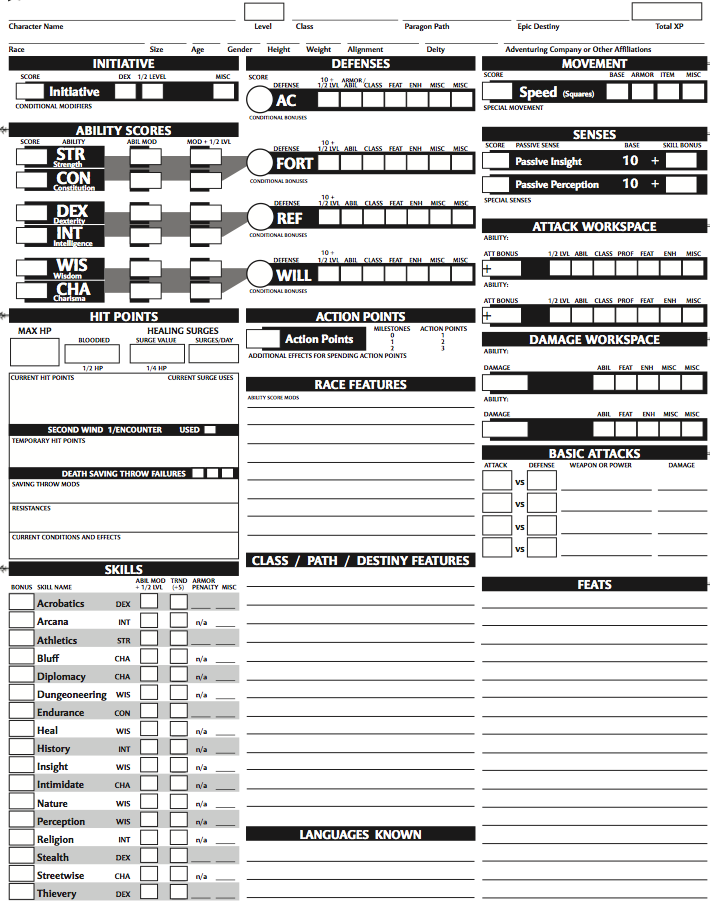 Character Name Level Class Paragon Path Epic Destiny Total XP
Race Size Age Gender Height Weight Alignment Deity Adventuring Company or Other Affiliations
INITIATIVE
SCORE DEX 1/2 LEVEL MISC
Initiative
CONDITIONAL MODIFIERS
ABILITY SCORES
SCORE ABILITY ABIL MOD MOD + 1/2 LVL
STR
Strength
CON
Constitution
DEX
Dexterity
INT
Intelligence
WIS
Wisdom
CHA
Charisma
HIT POINTS
MAX HP HEALING SURGES
BLOODIED SURGE VALUE SURGES/DAY
1/2 HP 1/4 HP
CURRENT HIT POINTS CURRENT SURGE USES
SECOND WIND 1/ENCOUNTER USED
TEMPORARY HIT POINTS
DEATH SAVING THROW FAILURES
SAVING THROW MODS
RESISTANCES
CURRENT CONDITIONS AND EFFECTS
SKILLS
ABIL MOD TRND ARMOR
BONUS SKILL NAME + 1/2 LVL (+5) PENALTY MISC
Acrobatics DEX
Arcana INT n/a
Athletics STR
Bluff CHA n/a
Diplomacy CHA n/a
Dungeoneering WIS n/a
Endurance CON
Heal WIS n/a
History INT n/a
Insight WIS n/a
Intimidate CHA n/a
Nature WIS n/a
Perception WIS n/a
Religion INT n/a
Stealth DEX
Streetwise CHA n/a
Thievery DEX
DEFENSES
SCORE 10 + ARMOR /
DEFENSE 1/2 LVL ABIL CLASS FEAT ENH MISC MISC
AC
CONDITIONAL BONUSES
10 +
DEFENSE 1/2 LVL ABIL CLASS FEAT ENH MISC MISC
FORT
CONDITIONAL BONUSES
10 +
DEFENSE 1/2 LVL ABIL CLASS FEAT ENH MISC MISC
REF
CONDITIONAL BONUSES
10 +
DEFENSE 1/2 LVL ABIL CLASS FEAT ENH MISC MISC
WILL
CONDITIONAL BONUSES
ACTION POINTS
MILESTONES ACTION POINTS
Action Points
0 1
1 2
2 3
ADDITIONAL EFFECTS FOR SPENDING ACTION POINTS
RACE FEATURES
ABILITY SCORE MODS
CLASS / PATH / DESTINY FEATURES
LANGUAGES KNOWN
MOVEMENT
SCORE BASE ARMOR ITEM MISC
Speed (Squares)
SPECIAL MOVEMENT
SENSES
SCORE PASSIVE SENSE BASE SKILL BONUS
Passive Insight 10 +
Passive Perception 10 +
SPECIAL SENSES
ATTACK WORKSPACE
ABILITY:
ATT BONUS 1/2 LVL ABIL CLASS PROF FEAT ENH MISC
+
ABILITY:
ATT BONUS 1/2 LVL ABIL CLASS PROF FEAT ENH MISC
+
DAMAGE WORKSPACE
ABILITY:
DAMAGE ABIL FEAT ENH MISC MISC
ABILITY:
DAMAGE ABIL FEAT ENH MISC MISC
BASIC ATTACKS
ATTACK DEFENSE WEAPON OR POWER DAMAGE
vs
vs
vs
vs
FEATS